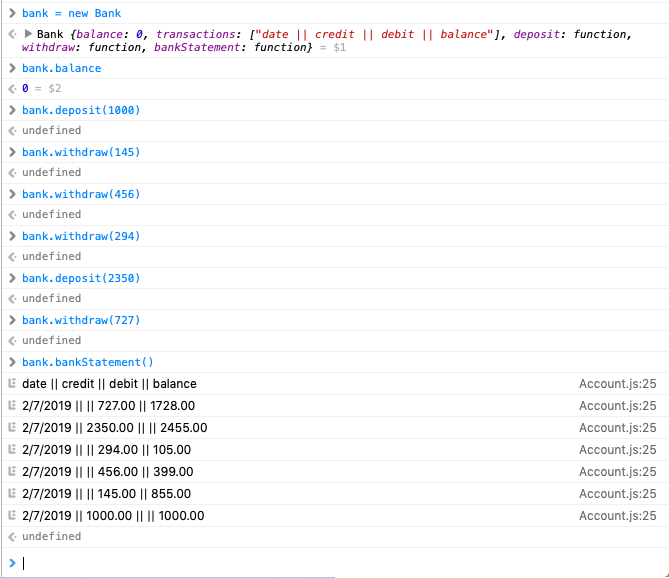 bank = new Bank
Bank {balance: 0, transactions: ["date || credit || debit || balance"], deposit: function,
withdraw: function, bankStatement: function} = $1
bank.balance
0 = $2
bank.deposit(1000)
undefined
bank.withdraw(145)
undefined
bank.withdraw(456)
undefined
bank.withdraw(294)
undefined
bank.deposit(2350)
undefined
bank.withdraw(727)
undefined
bank.bankStatement()
date || credit || debit || balance Account.js:25
2/7/2019 || || 727.00 || 1728.00 Account.js:25
2/7/2019 || 2350.00 || || 2455.00 Account.js:25
2/7/2019 || || 294.00 || 105.00 Account.js:25
2/7/2019 || || 456.00 || 399.00 Account.js:25
2/7/2019 || || 145.00 || 855.00 Account.js:25
2/7/2019 || 1000.00 || || 1000.00 Account.js:25
undefined